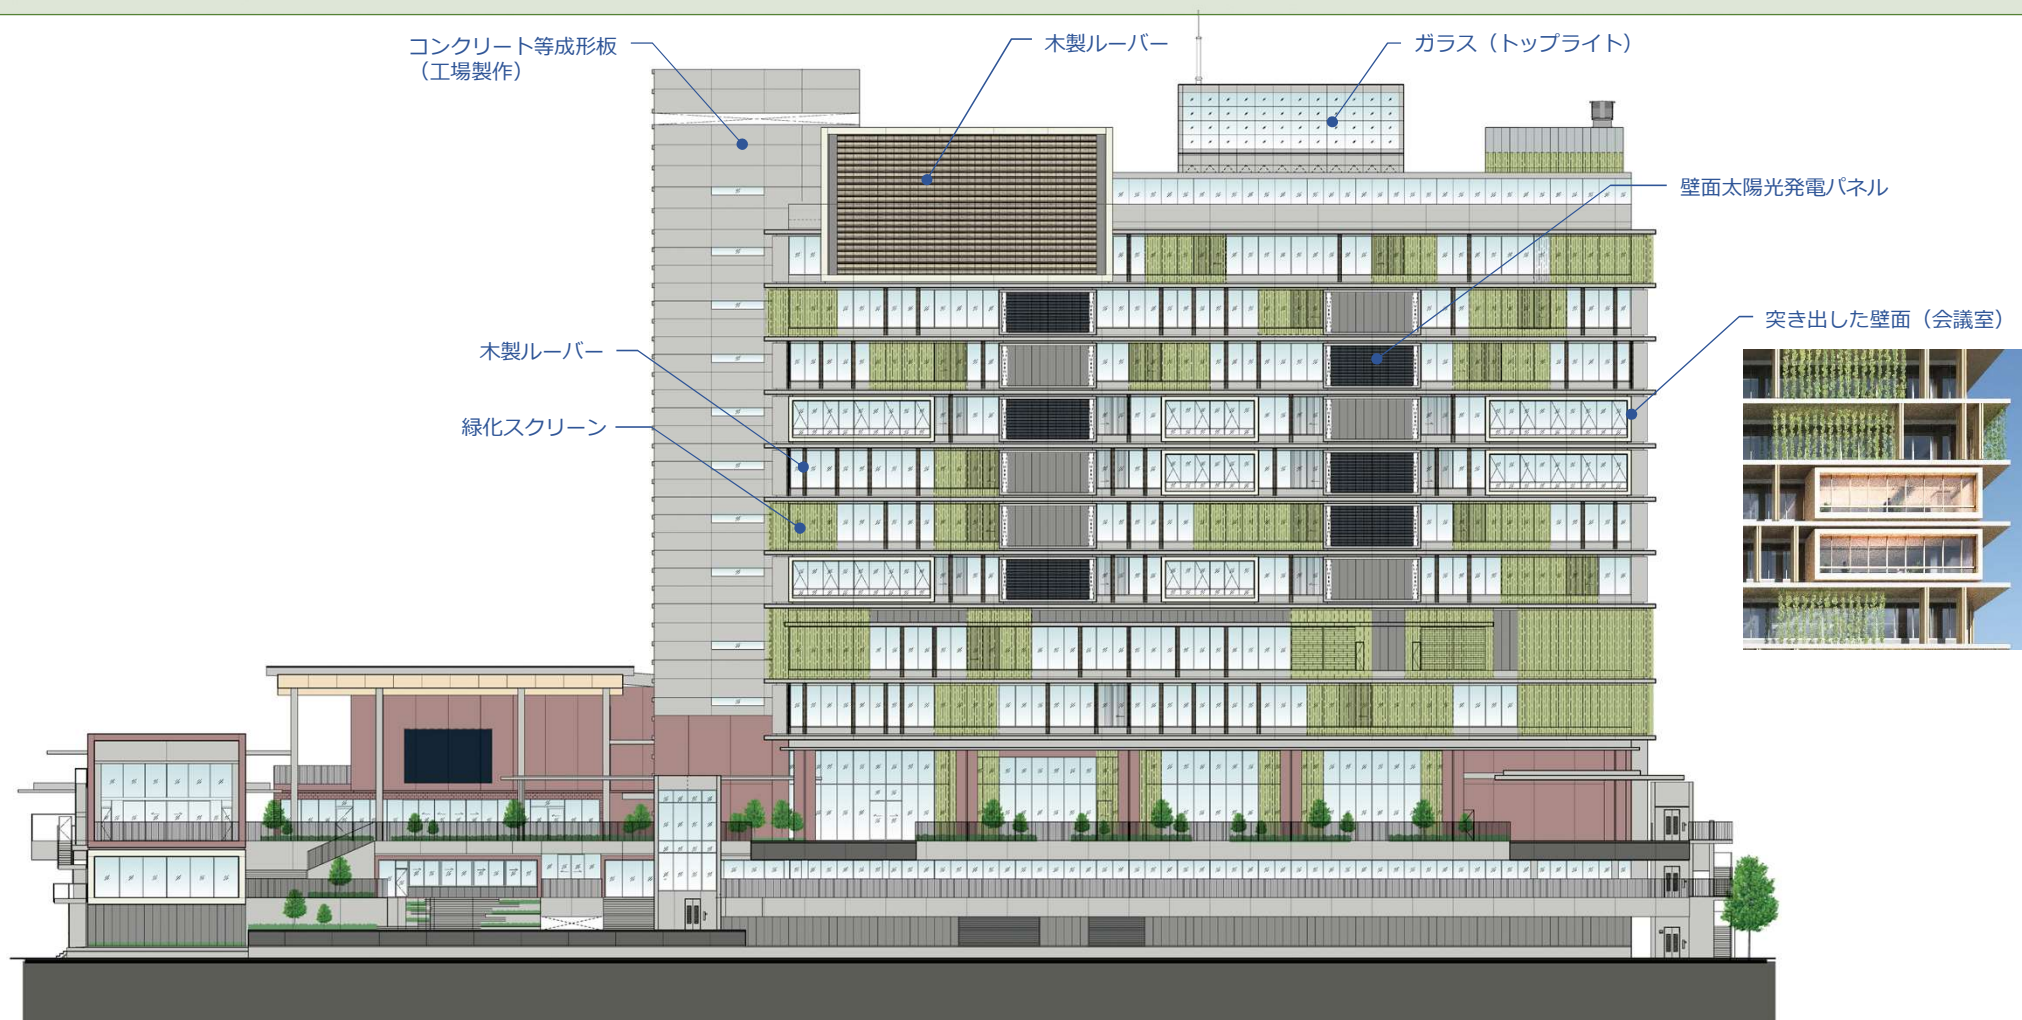 コンクリート等成形板
（工場製作）
木製ルーバー
ガラス（トップライト）
壁面太陽光発電パネル
突き出した壁面（会議室）
木製ルーバー
緑化スクリーン